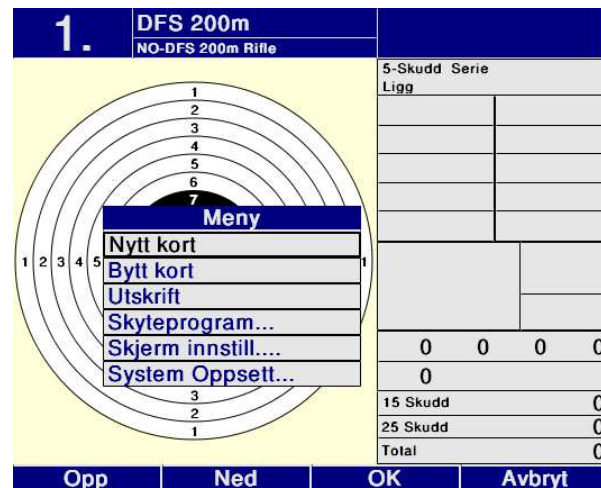 1.
DFS 200m
NO-DFS 200m Rifle
5-Skudd Serie
Ligg
1
2
3
4
5
6
7
1 2 3 4 5
1
Meny
Nytt kort
Bytt kort
Utskrift
Skyteprogram...
Skjerm innstill....
System Oppsett...
3
2
1
0 0 0 0
0
15 Skudd 0
25 Skudd 0
Total 0
Opp Ned OK Avbryt